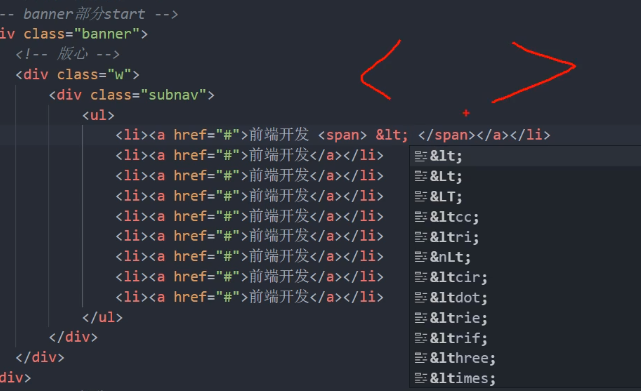 -- banner部分start -->
iv class="banner">
<!-- 版心 -->
<div class="w">
<div class="subnav">
<ul>
<li><a href="#">前端开发 <span> &lt; </span></a></li>
<li><a href="#">前端开发</a></li>
<li><a href="#">前端开发</a></li>
<li><a href="#">前端开发</a></li>
<li><a href="#">前端开发</a></li>
<li><a href="#">前端开发</a></li>
<li><a href="#">前端开发</a></li>
<li><a href="#">前端开发</a></li>
<li><a href="#">前端开发</a></li>
</ul>
</div>
</div>
div>
&lt;
&Lt;
&LT;
&ltcc;
&ltri;
&nLt;
&ltcir;
&ltdot;
&ltrie;
&ltrif;
&lthree;
&ltimes;